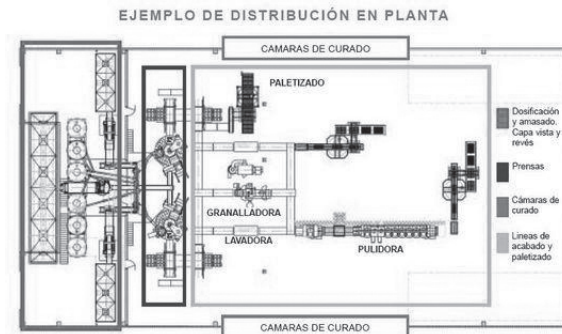 EJEMPLO DE DISTRIBUCIÓN EN PLANTA
CAMARAS DE CURADO
PALETIZADO
GRANALLADORA
LAVADORA
PULIDORA
CAMARAS DE CURADO
Dosificación
y amasado.
Capa vista y
revés
Prensas
Cámaras de
curado
Líneas de
acabado y
paletizado